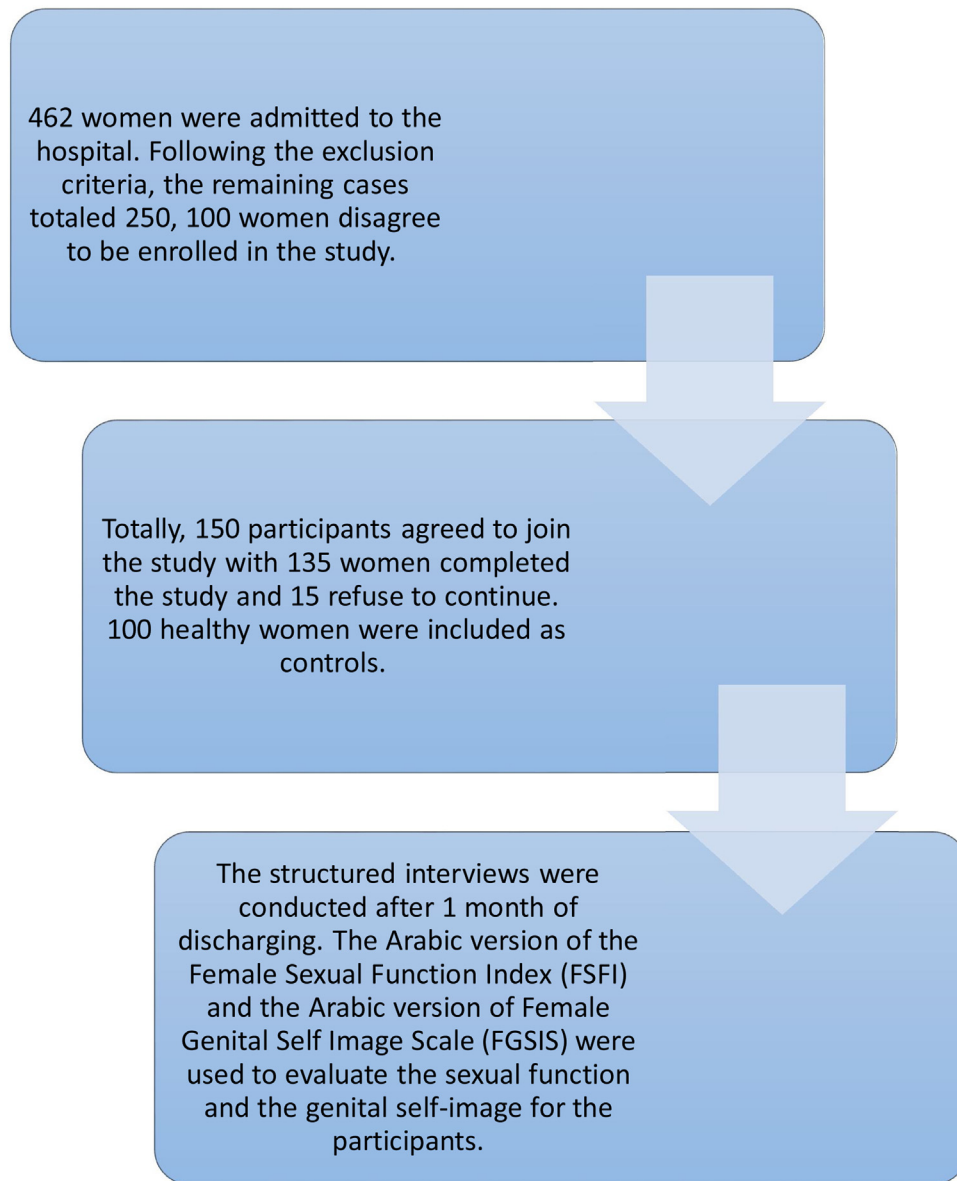 462 women were admitted to the
hospital. Following the exclusion
criteria, the remaining cases
totaled 250, 100 women disagree
to be enrolled in the study.
Totally, 150 participants agreed to join
the study with 135 women completed
the study and 15 refuse to continue.
100 healthy women were included as
controls.
The structured interviews were
conducted after 1 month of
discharging. The Arabic version of the
Female Sexual Function Index (FSFI)
and the Arabic version of Female
Genital Self Image Scale (FGSIS) were
used to evaluate the sexual function
and the genital self-image for the
participants.